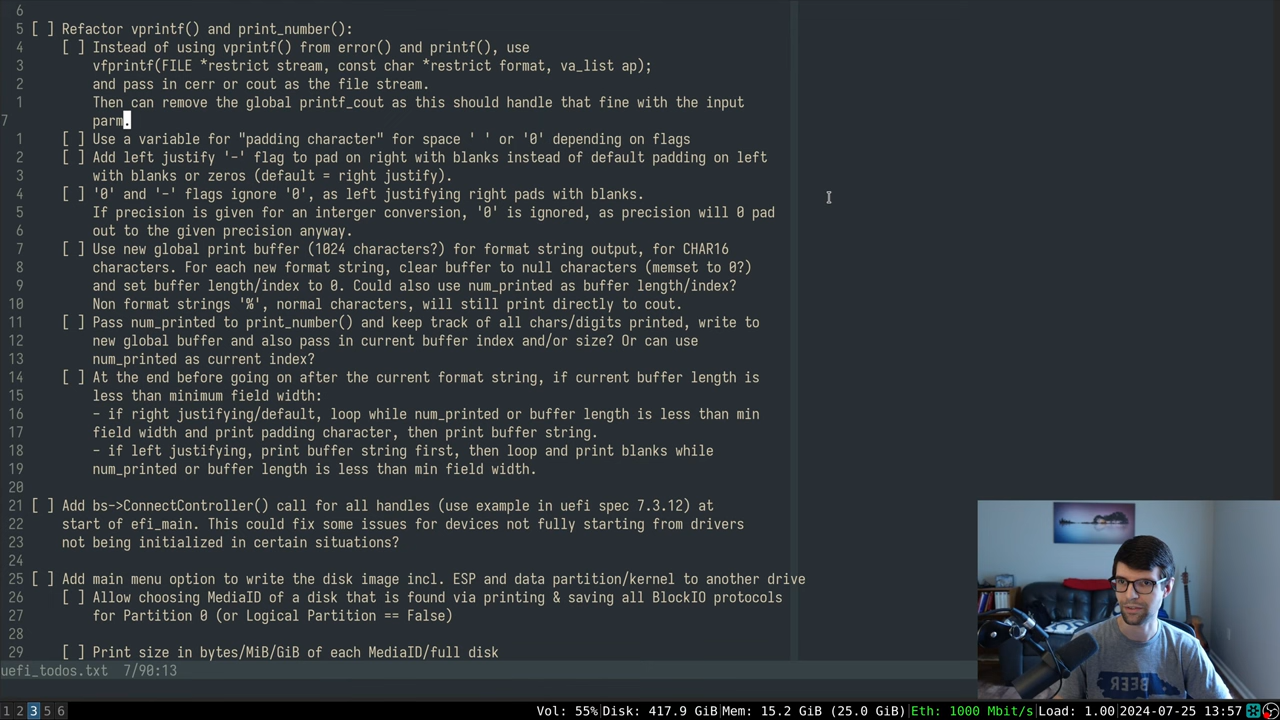 6
5 [ ] Refactor vprintf() and print_number():
4 [ ] Instead of using vprintf() from error() and printf(), use
3 vfprintf(FILE *restrict stream, const char *restrict format, va_list ap);
2 and pass in cerr or cout as the file stream.
1 Then can remove the global printf_cout as this should handle that fine with the input
7 parm.
1 [ ] Use a variable for "padding character" for space ' ' or '0' depending on flags
2 [ ] Add left justify '-' flag to pad on right with blanks instead of default padding on left
3 with blanks or zeros (default = right justify).
4 [ ] '0' and '-' flags ignore '0', as left justifying right pads with blanks.
5 If precision is given for an interger conversion, '0' is ignored, as precision will 0 pad
6 out to the given precision anyway.
7 [ ] Use new global print buffer (1024 characters?) for format string output, for CHAR16
8 characters. For each new format string, clear buffer to null characters (memset to 0?)
9 and set buffer length/index to 0. Could also use num_printed as buffer length/index?
10 Non format strings '%', normal characters, will still print directly to cout.
11 [ ] Pass num_printed to print_number() and keep track of all chars/digits printed, write to
12 new global buffer and also pass in current buffer index and/or size? Or can use
13 num_printed as current index?
14 [ ] At the end before going on after the current format string, if current buffer length is
15 less than minimum field width:
16 - if right justifying/default, loop while num_printed or buffer length is less than min
17 field width and print padding character, then print buffer string.
18 - if left justifying, print buffer string first, then loop and print blanks while
19 num_printed or buffer length is less than min field width.
20
21 [ ] Add bs->ConnectController() call for all handles (use example in uefi spec 7.3.12) at
22 start of efi_main. This could fix some issues for devices not fully starting from drivers
23 not being initialized in certain situations?
24
25 [ ] Add main menu option to write the disk image incl. ESP and data partition/kernel to another drive
26 [ ] Allow choosing MediaID of a disk that is found via printing & saving all BlockIO protocols
27 for Partition 0 (or Logical Partition == False)
28
29 [ ] Print size in bytes/MiB/GiB of each MediaID/full disk
uefi_todos.txt 7/90:13
1 2 3 5 6 Vol: 55% Disk: 417.9 GiB Mem: 15.2 GiB (25.0 GiB) Eth: 1000 Mbit/s Load: 1.00 2024-07-25 13:57
BEER